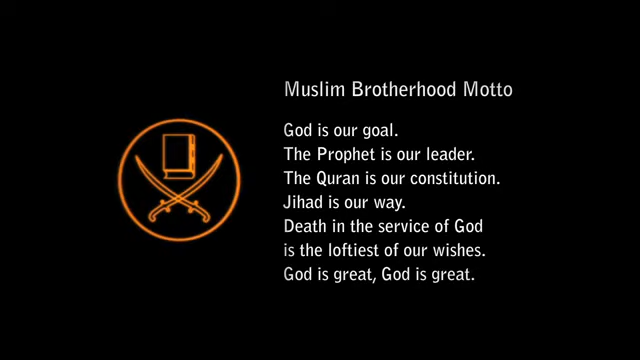 Muslim Brotherhood Motto
God is our goal.
The Prophet is our leader.
The Quran is our constitution.
Jihad is our way.
Death in the service of God
is the loftiest of our wishes.
God is great, God is great.